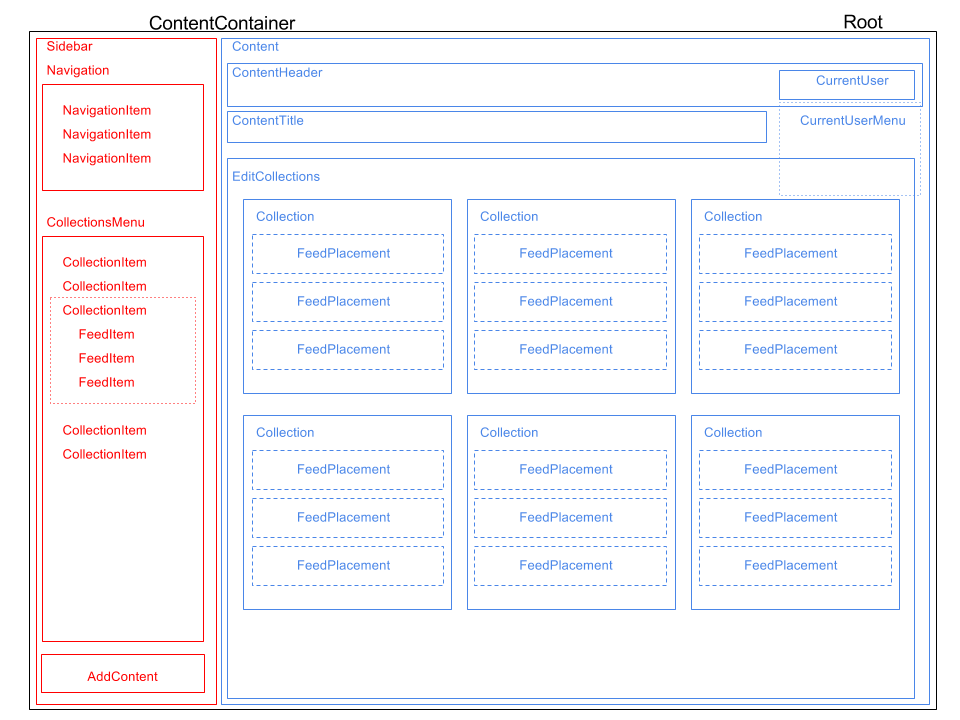 ContentContainer
Root
Sidebar
Navigation
NavigationItem
NavigationItem
NavigationItem
CollectionsMenu
CollectionItem
CollectionItem
CollectionItem
FeedItem
FeedItem
FeedItem
CollectionItem
CollectionItem
AddContent
Content
ContentHeader
CurrentUser
ContentTitle
CurrentUserMenu
EditCollections
Collection
FeedPlacement
FeedPlacement
FeedPlacement
Collection
FeedPlacement
FeedPlacement
FeedPlacement
Collection
FeedPlacement
FeedPlacement
FeedPlacement
Collection
FeedPlacement
FeedPlacement
FeedPlacement
Collection
FeedPlacement
FeedPlacement
FeedPlacement
Collection
FeedPlacement
FeedPlacement
FeedPlacement